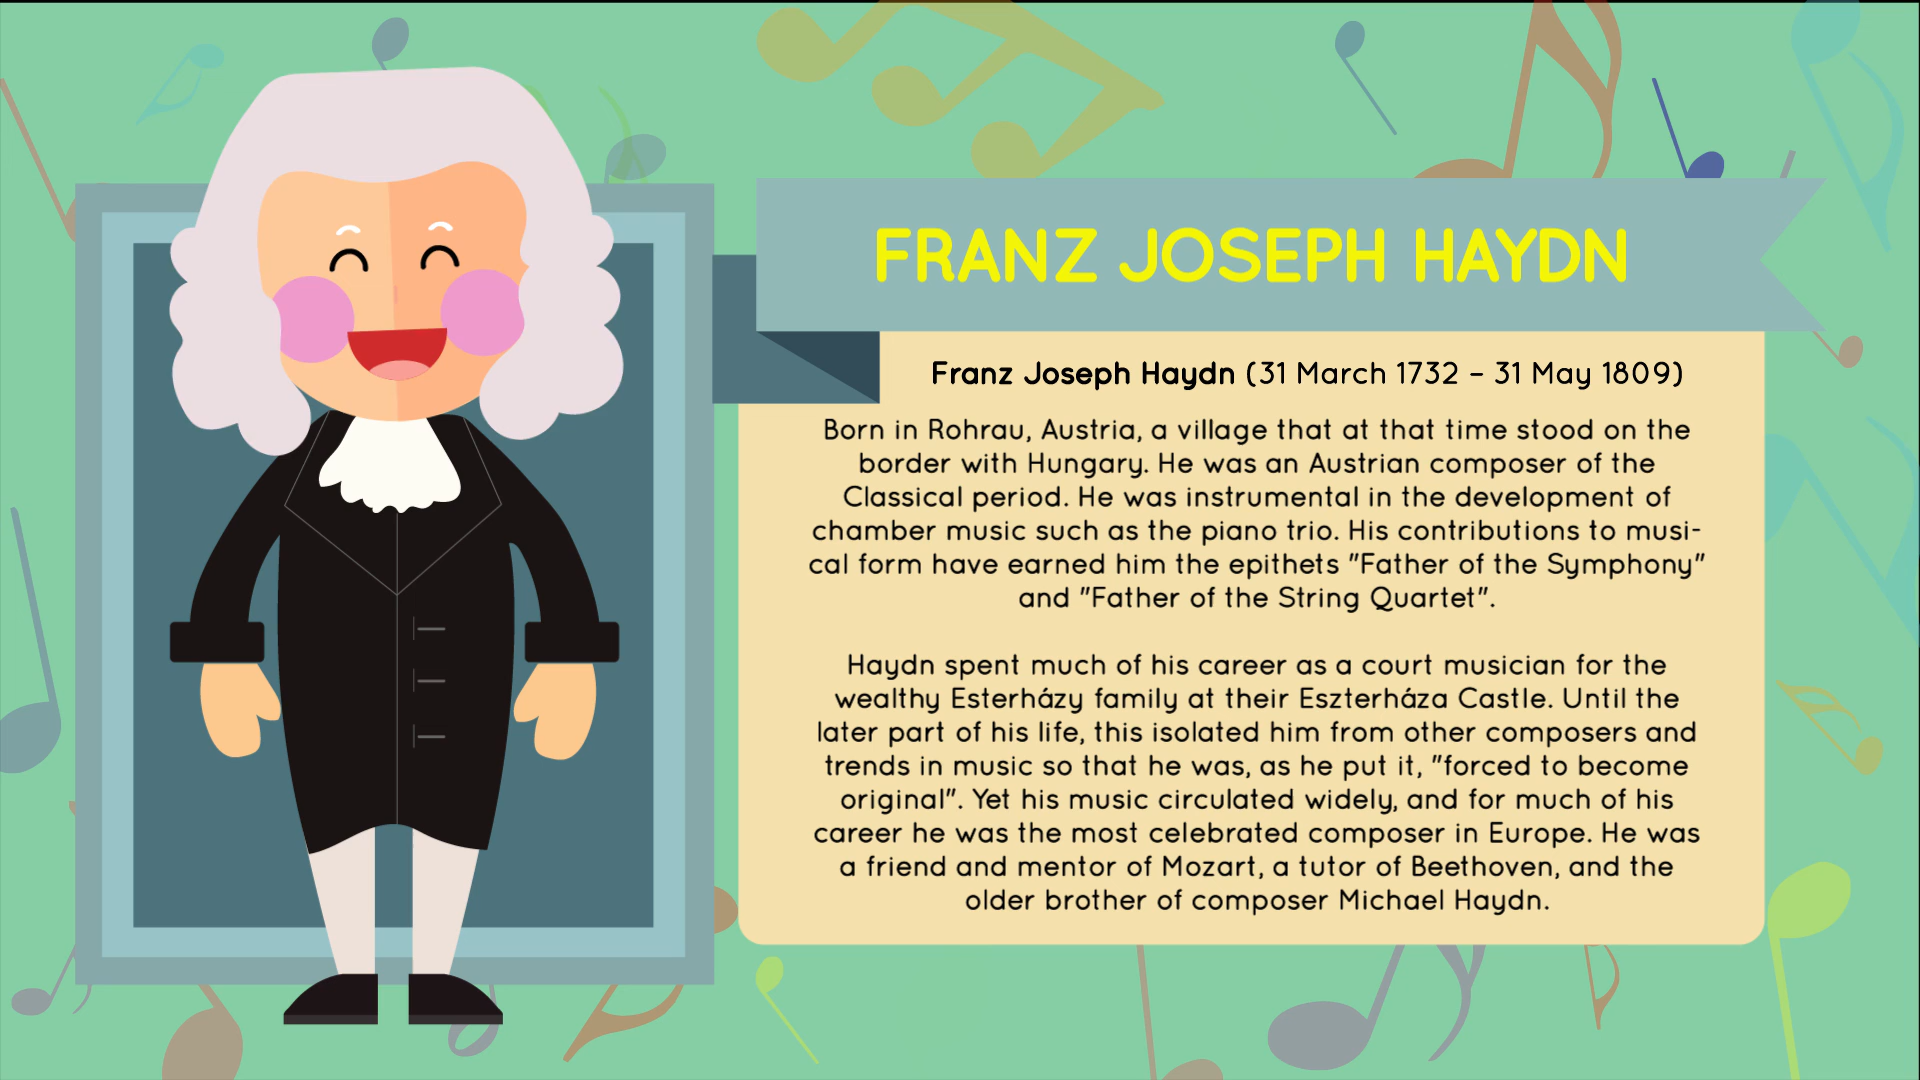 FRANZ JOSEPH HAYDN
Franz Joseph Haydn (31 March 1732 – 31 May 1809)
Born in Rohrau, Austria, a village that at that time stood on the
border with Hungary. He was an Austrian composer of the
Classical period. He was instrumental in the development of
chamber music such as the piano trio. His contributions to musi-
cal form have earned him the epithets "Father of the Symphony"
and "Father of the String Quartet".
Haydn spent much of his career as a court musician for the
wealthy Esterházy family at their Eszterháza Castle. Until the
later part of his life, this isolated him from other composers and
trends in music so that he was, as he put it, "forced to become
original". Yet his music circulated widely, and for much of his
career he was the most celebrated composer in Europe. He was
a friend and mentor of Mozart, a tutor of Beethoven, and the
older brother of composer Michael Haydn.